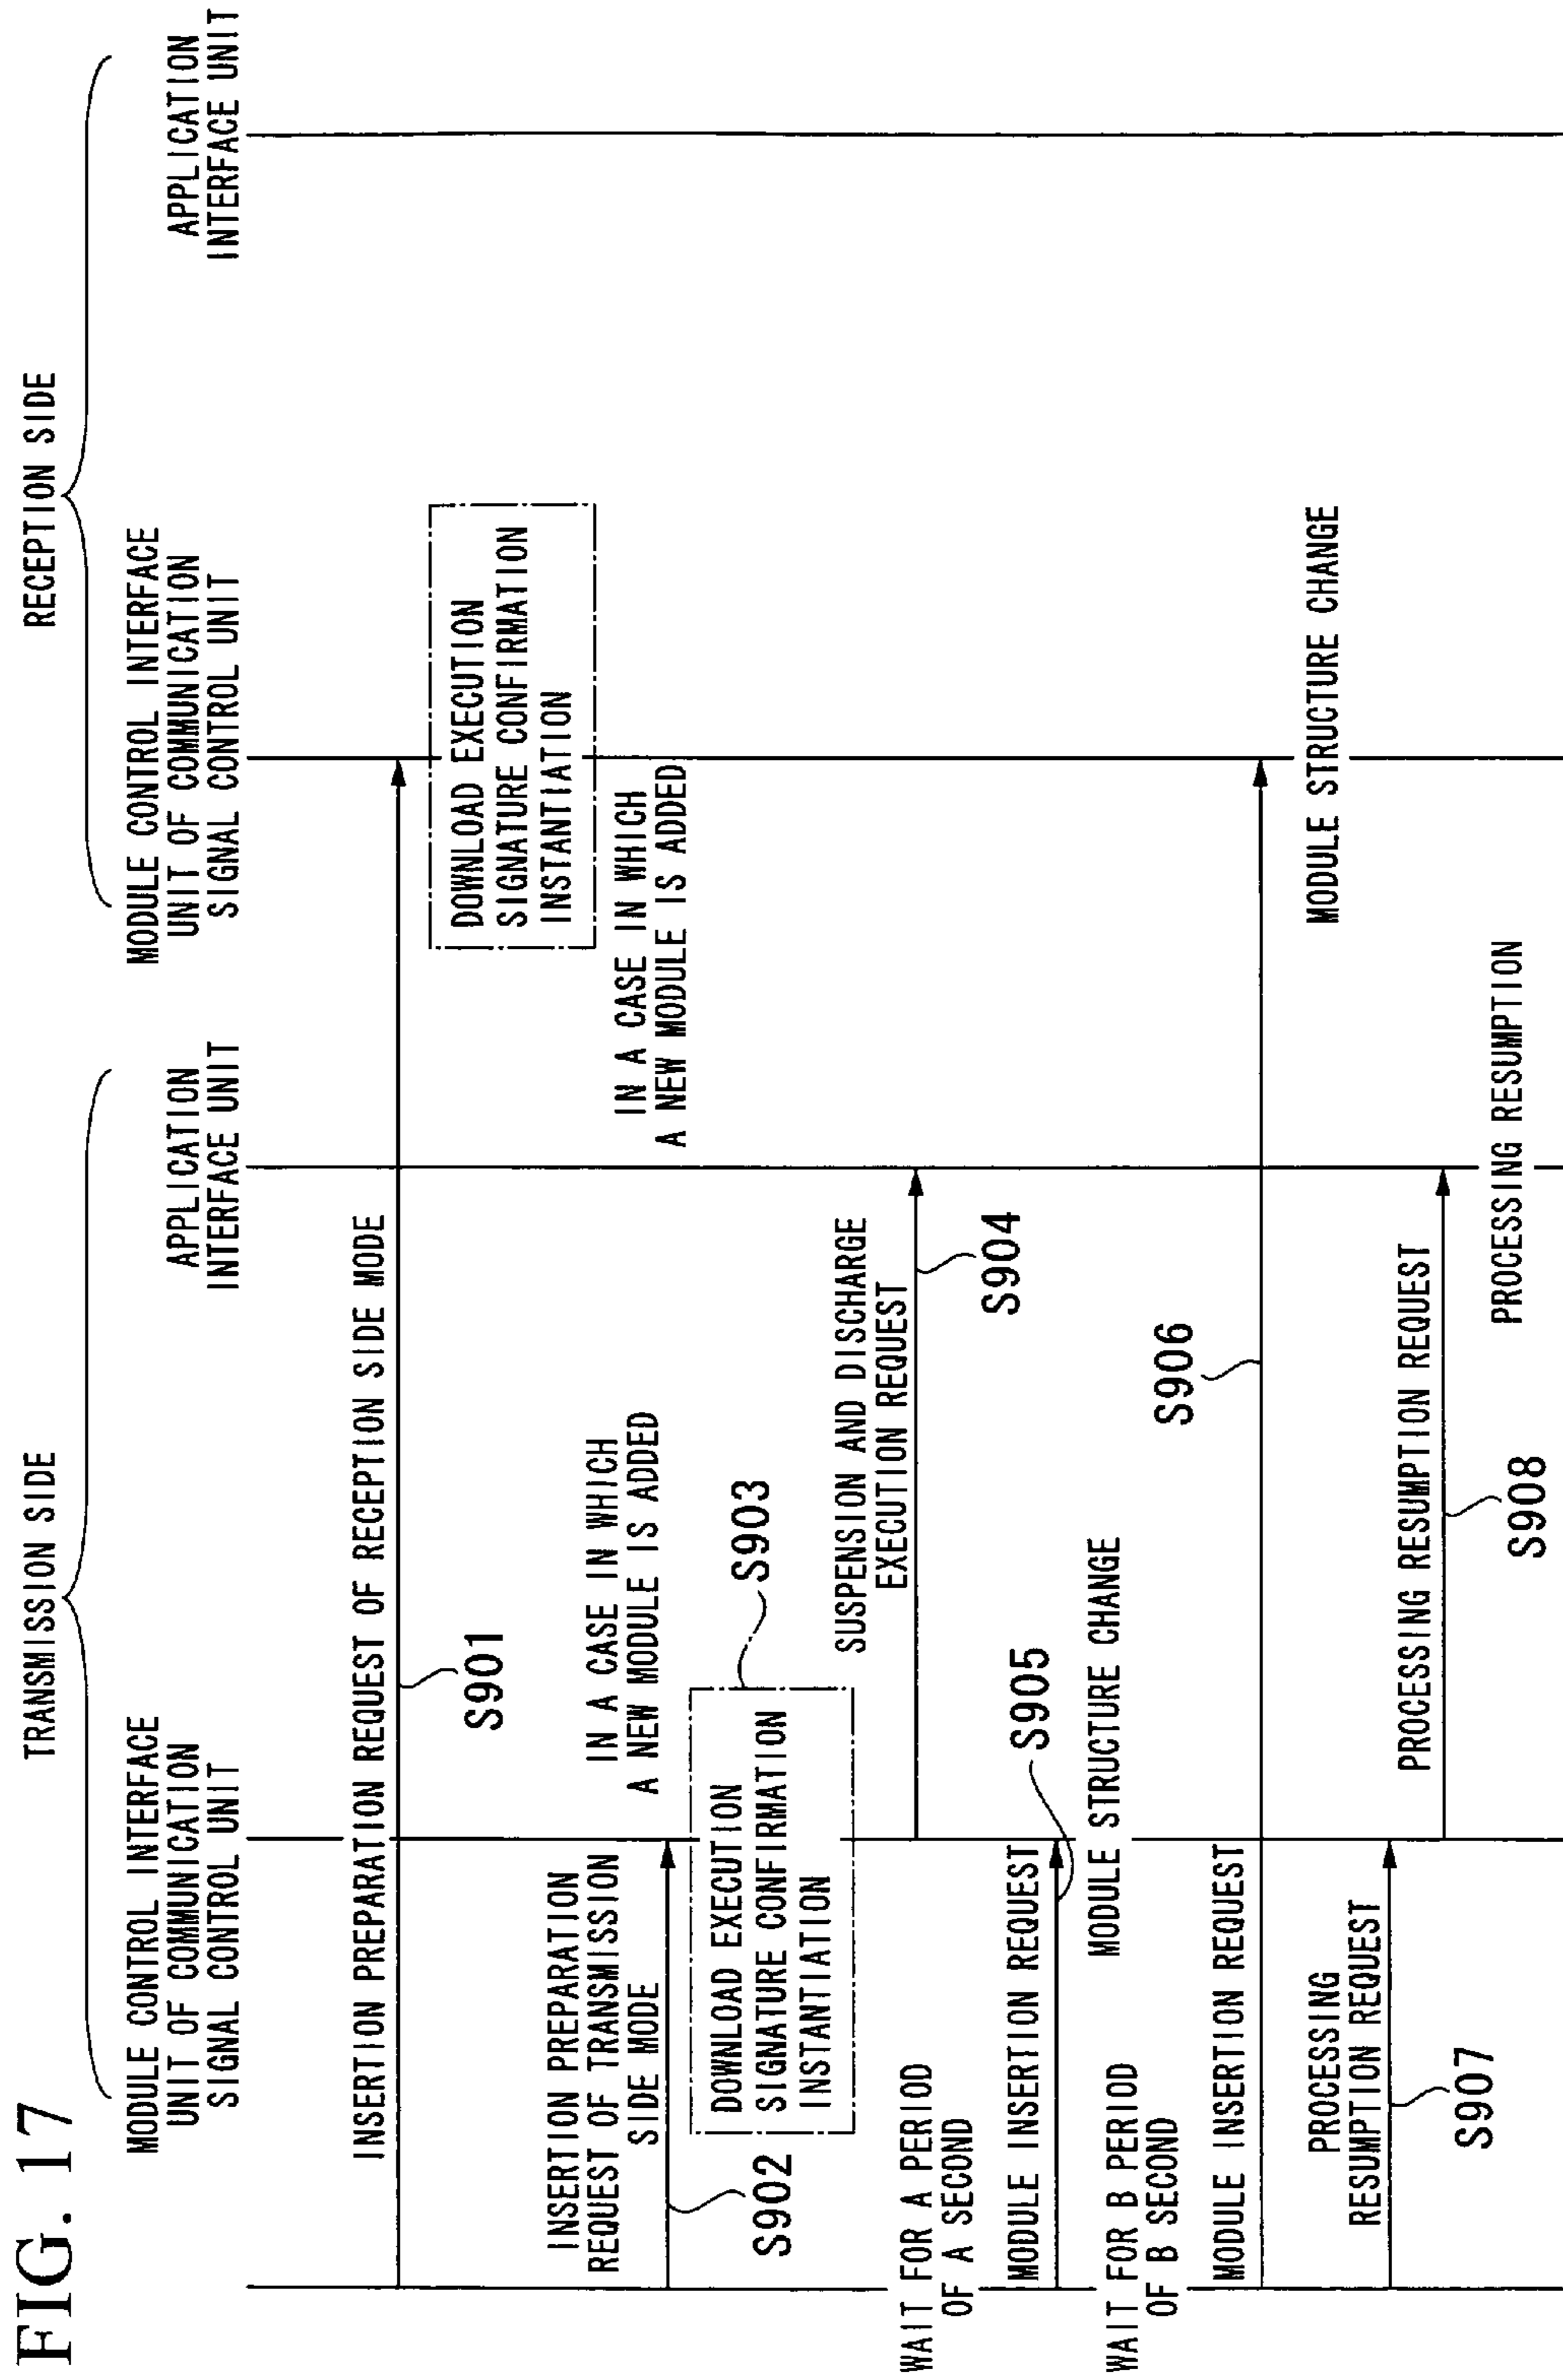 FIG. 17
TRANSMISSION SIDE
RECEPTION SIDE
MODULE CONTROL INTERFACE
UNIT OF COMMUNICATION
SIGNAL CONTROL UNIT
APPLICATION
INTERFACE UNIT
MODULE CONTROL INTERFACE
UNIT OF COMMUNICATION
SIGNAL CONTROL UNIT
APPLICATION
INTERFACE UNIT
INSERTION PREPARATION REQUEST OF RECEPTION SIDE MODE
S901
DOWNLOAD EXECUTION
SIGNATURE CONFIRMATION
INSTANTIATION
IN A CASE IN WHICH
A NEW MODULE IS ADDED
INSERTION PREPARATION
REQUEST OF TRANSMISSION
SIDE MODE
S902
IN A CASE IN WHICH
A NEW MODULE IS ADDED
S903
DOWNLOAD EXECUTION
SIGNATURE CONFIRMATION
INSTANTIATION
SUSPENSION AND DISCHARGE
EXECUTION REQUEST
S904
WAIT FOR A PERIOD
OF A SECOND
MODULE INSERTION REQUEST
S905
MODULE STRUCTURE CHANGE
WAIT FOR B PERIOD
OF B SECOND
MODULE INSERTION REQUEST
S906
MODULE STRUCTURE CHANGE
PROCESSING
RESUMPTION REQUEST
S907
PROCESSING RESUMPTION REQUEST
S908
PROCESSING RESUMPTION